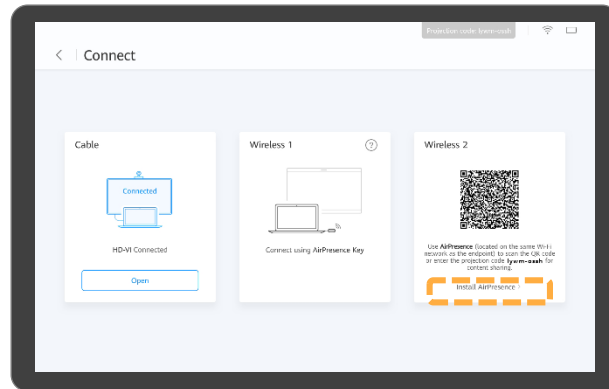 Projection code: lywm-oash
Connect
Cable
Wireless 1
?
Wireless 2
Connected
HD-VI Connected
Connect using AirPresence Key
Use AirPresence (located on the same Wi-Fi
network as the endpoint) to scan the QR code
or enter the projection code lywm-oash for
content sharing.
Open
Install AirPresence